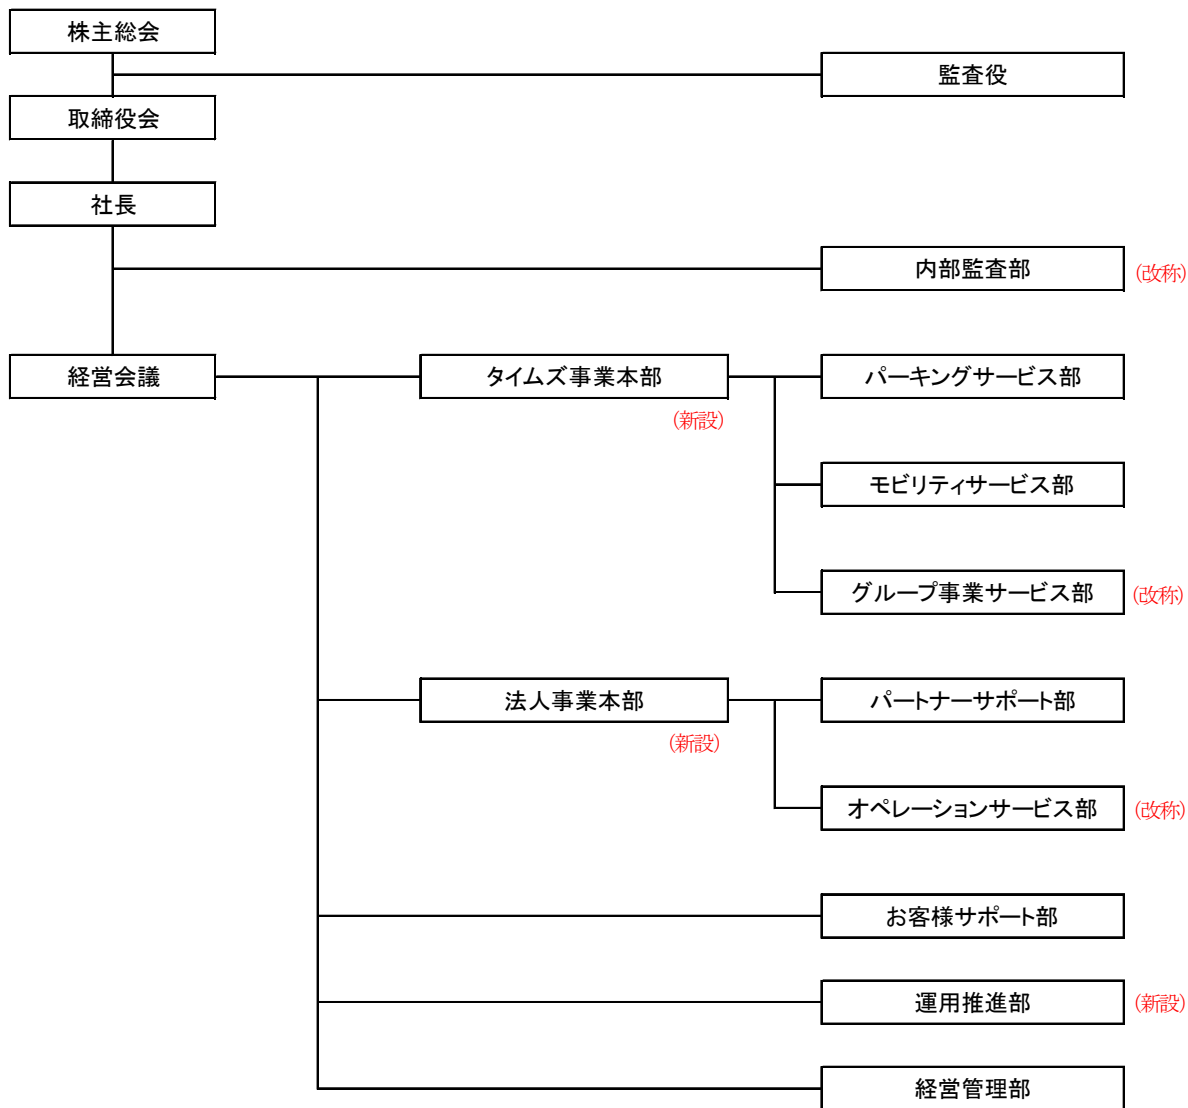 株主総会
監査役
取締役会
社長
内部監査部
(改称)
経営会議
タイムズ事業本部
(新設)
パーキングサービス部
モビリティサービス部
グループ事業サービス部
(改称)
法人事業本部
(新設)
パートナーサポート部
オペレーションサービス部
(改称)
お客様サポート部
運用推進部
(新設)
経営管理部